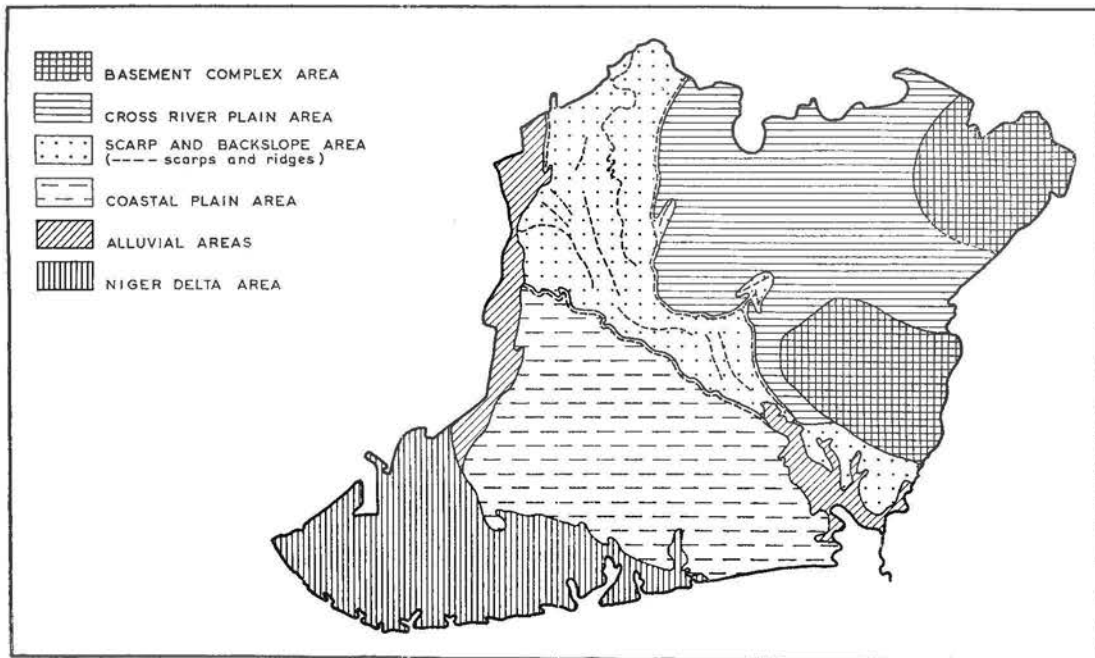 BASEMENT COMPLEX AREA
CROSS RIVER PLAIN AREA
SCARP AND BACKSLOPE AREA
(---- scarps and ridges)
COASTAL PLAIN AREA
ALLUVIAL AREAS
NIGER DELTA AREA